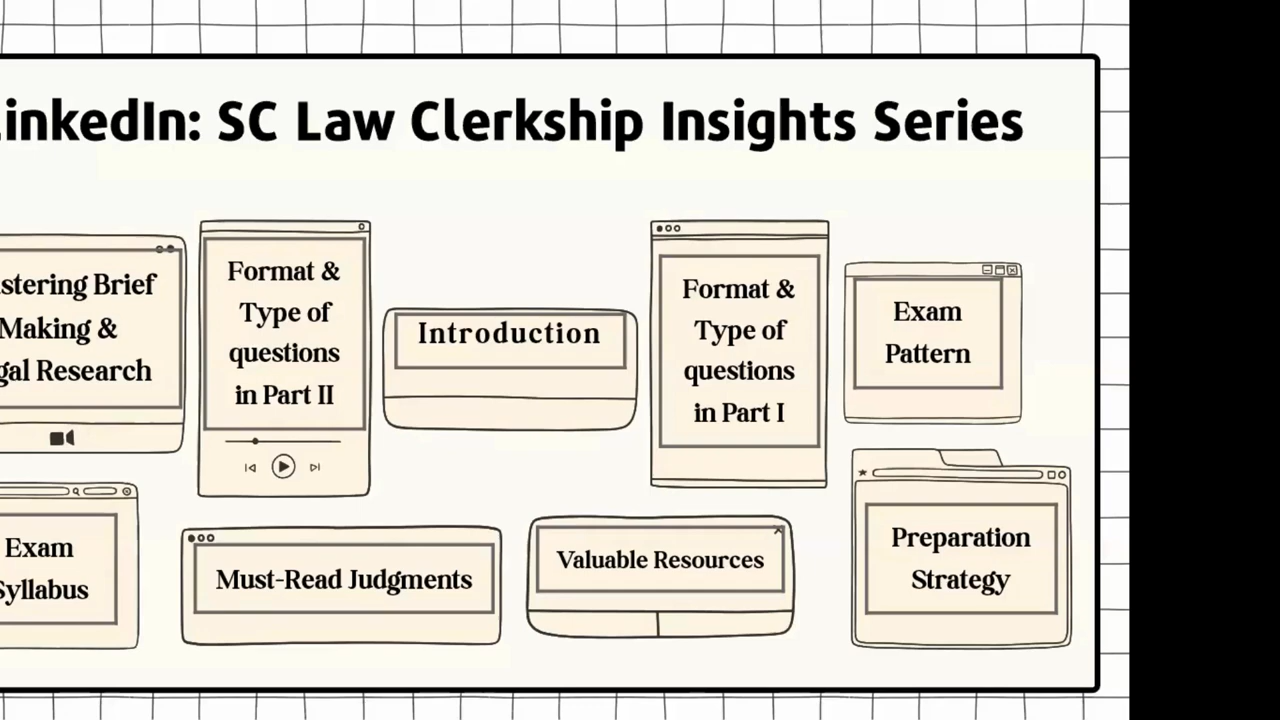 inkedIn: SC Law Clerkship Insights Series
stering Brief
Making &
gal Research
Format &
Type of
questions
in Part II
Introduction
Format &
Type of
questions
in Part I
Exam
Pattern
Exam
Syllabus
Must-Read Judgments
Valuable Resources
Preparation
Strategy